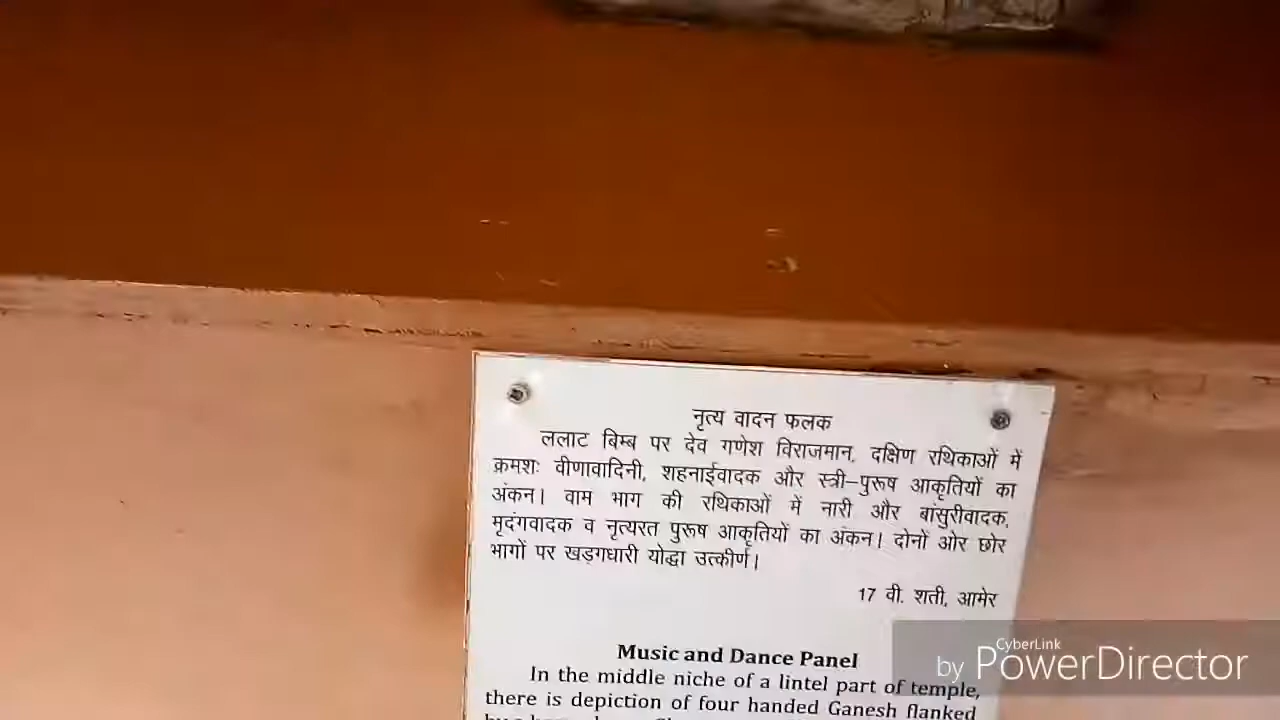 नृत्य वादन फलक
ललाट बिम्ब पर देव गणेश विराजमान, दक्षिण रथिकाओं में
क्रमशः वीणावादिनी, शहनाईवादक और स्त्री–पुरूष आकृतियों का
अंकन। वाम भाग की रथिकाओं में नारी और बांसुरीवादक,
मृदंगवादक व नृत्यरत पुरूष आकृतियों का अंकन। दोनों ओर छोर
भागों पर खड़गधारी योद्धा उत्कीर्ण।
17 वी. शती, आमेर
Music and Dance Panel
In the middle niche of a lintel part of temple,
there is depiction of four handed Ganesh flanked
CyberLink
by PowerDirector